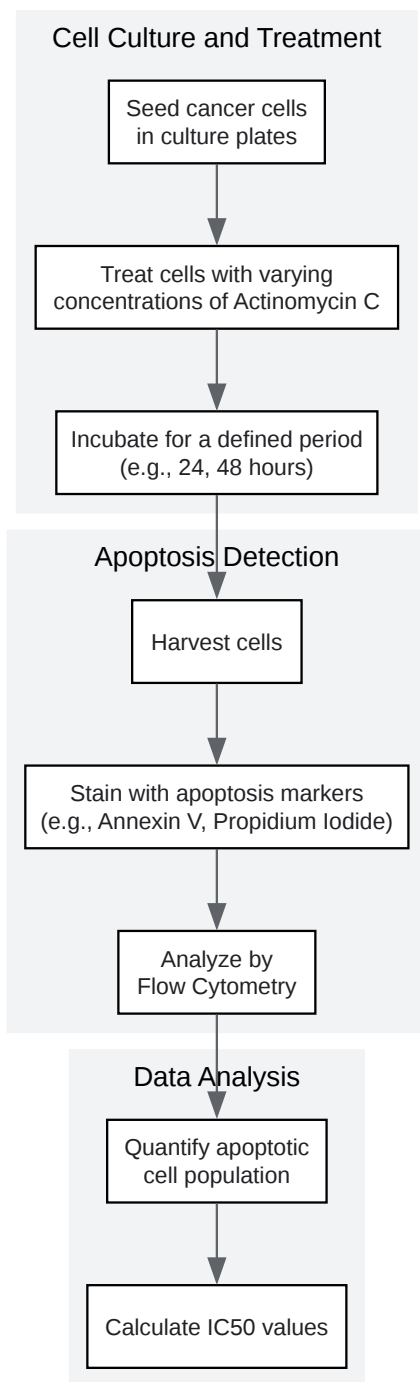 Cell Culture and Treatment
Seed cancer cells
in culture plates
Treat cells with varying
concentrations of Actinomycin C
Incubate for a defined period
(e.g., 24, 48 hours)
Apoptosis Detection
Harvest cells
Stain with apoptosis markers
(e.g., Annexin V, Propidium Iodide)
Analyze by
Flow Cytometry
Data Analysis
Quantify apoptotic
cell population
Calculate IC50 values